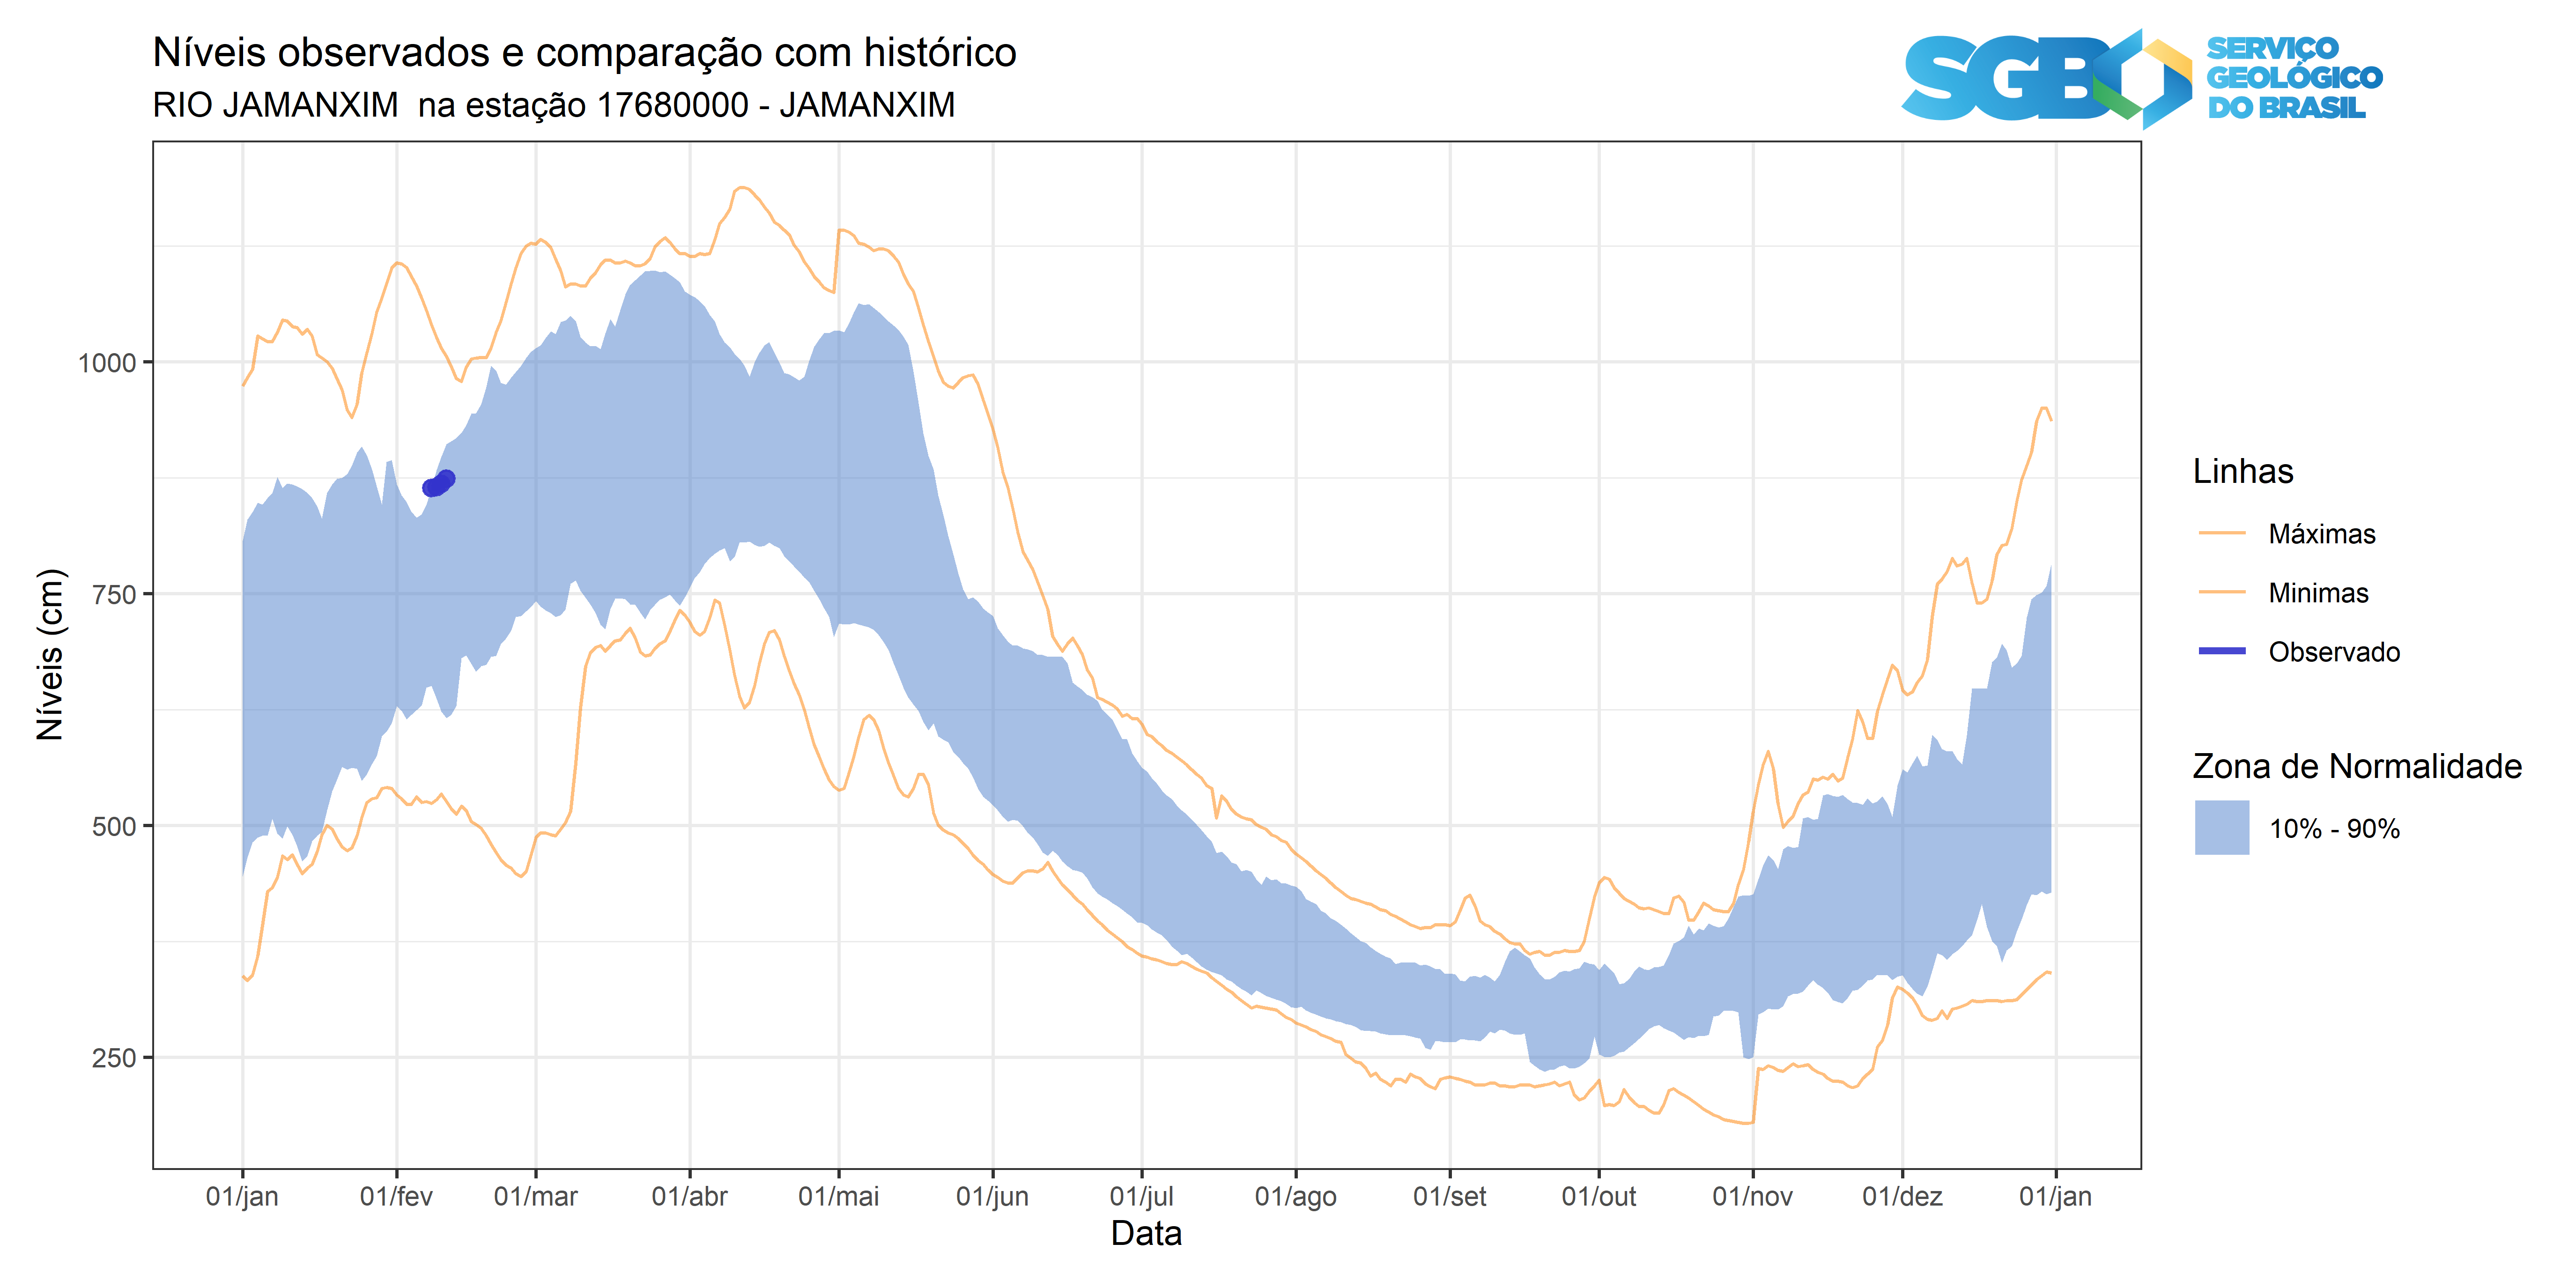 Níveis observados e comparação com histórico
RIO JAMANXIM  na estação 17680000 - JAMANXIM
SGB
SERVIÇO
GEOLÓGICO
DO BRASIL
Níveis (cm)
1000
750
500
250
01/jan 01/fev 01/mar 01/abr 01/mai 01/jun 01/jul 01/ago 01/set 01/out 01/nov 01/dez 01/jan
Data
Linhas
Máximas
Minimas
Observado
Zona de Normalidade
10% - 90%